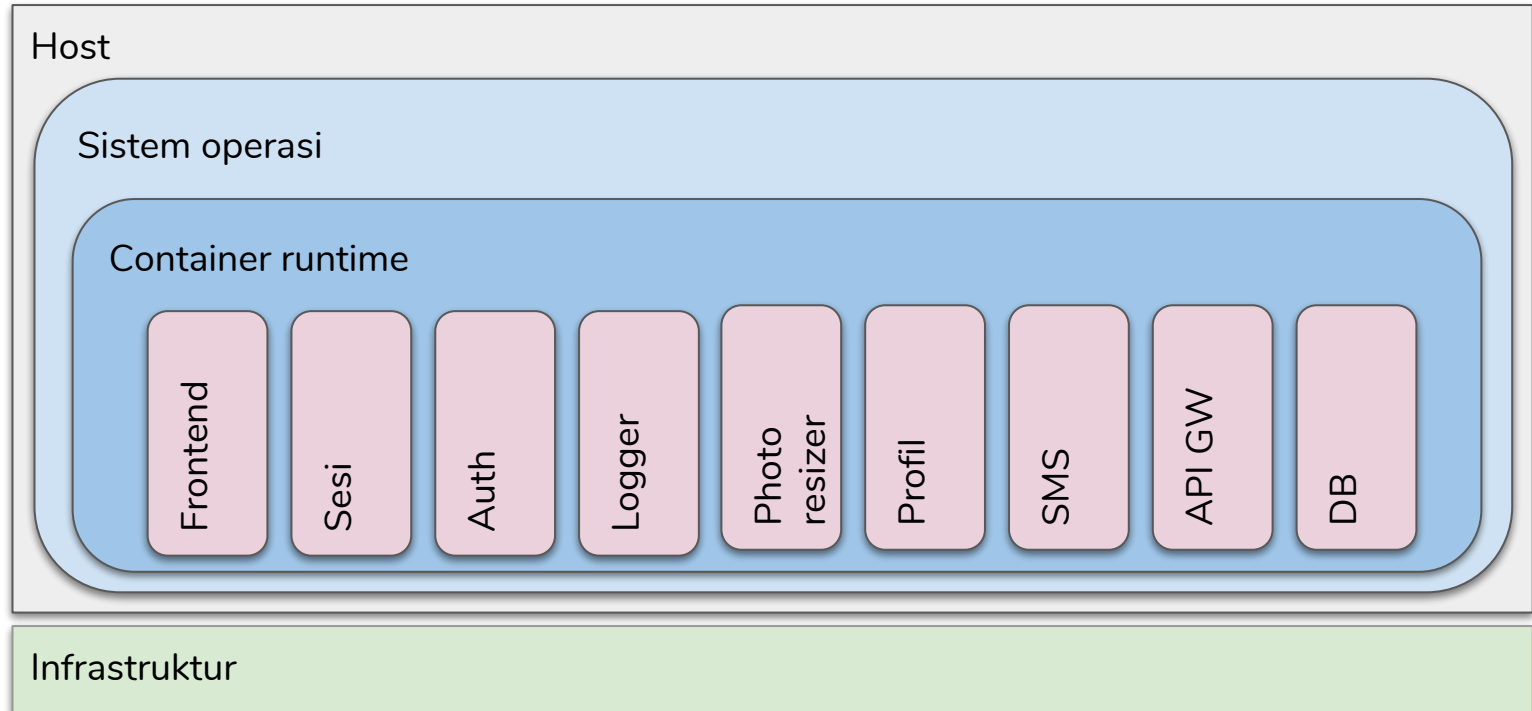 Host
Sistem operasi
Container runtime
Frontend
Sesi
Auth
Logger
Photo
resizer
Profil
SMS
API GW
DB
Infrastruktur